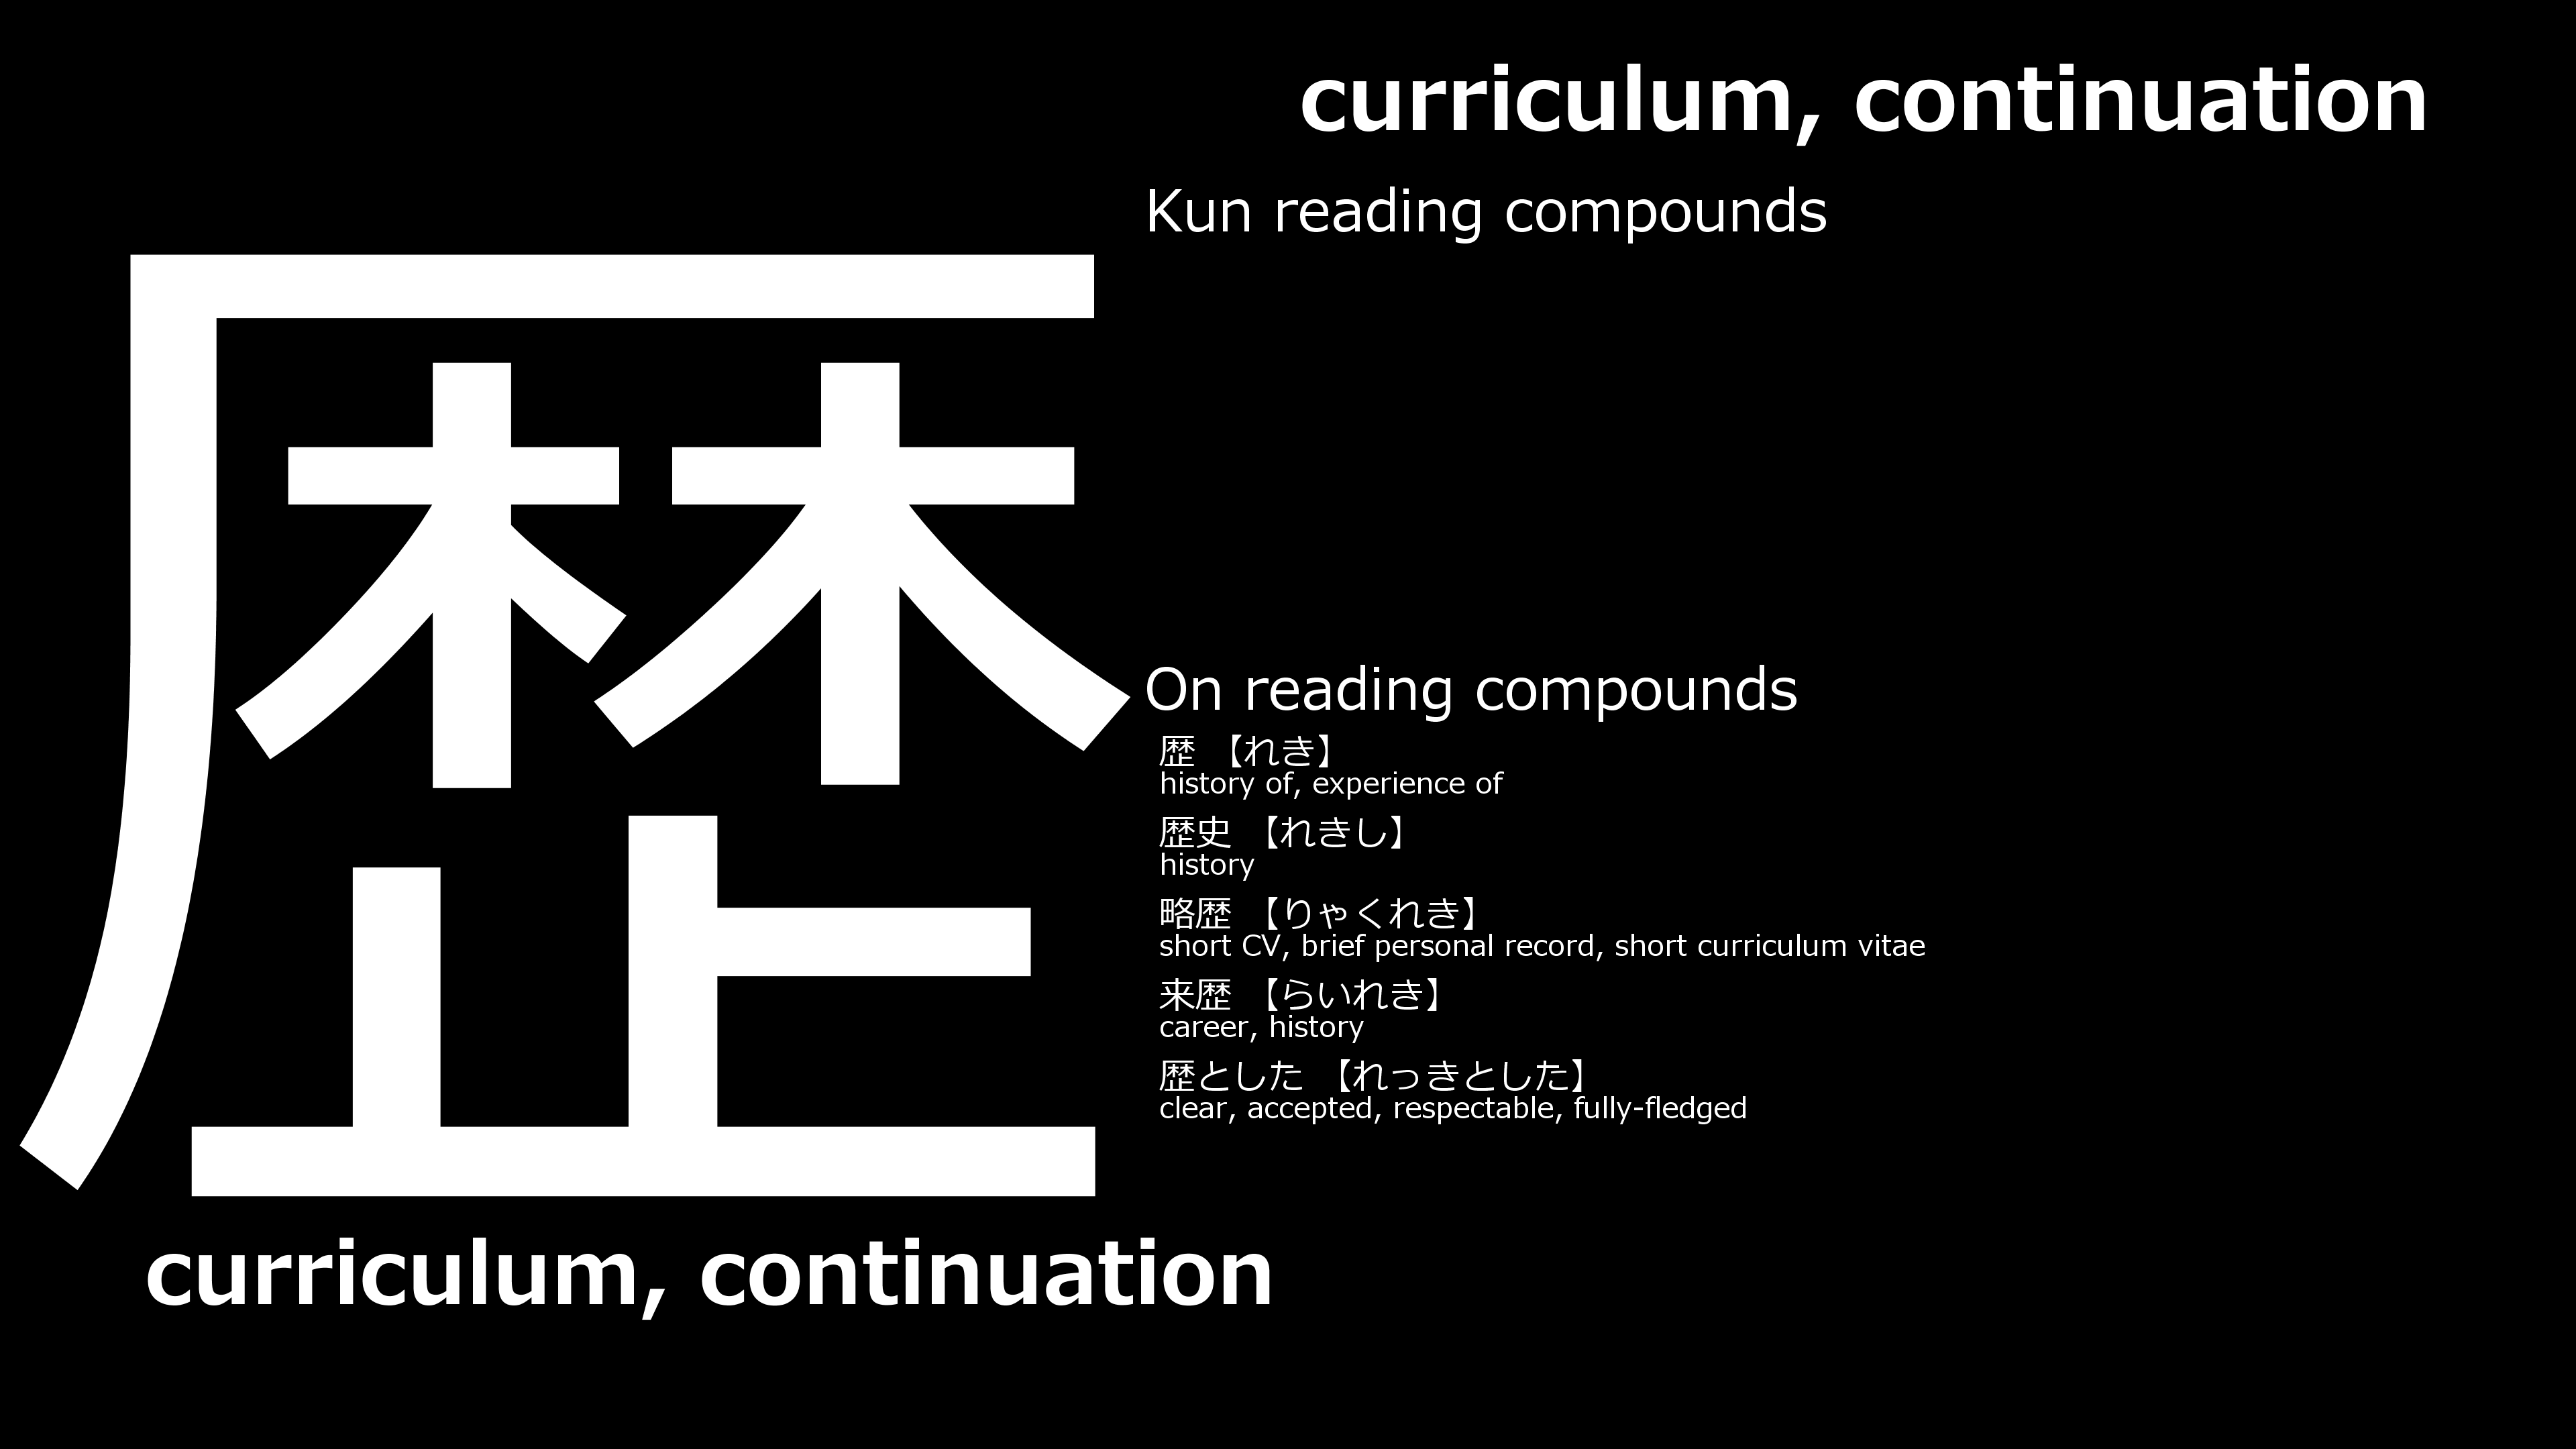 歴
curriculum, continuation
curriculum, continuation
Kun reading compounds
On reading compounds
歴 【れき】
history of, experience of
歴史 【れきし】
history
略歴 【りゃくれき】
short CV, brief personal record, short curriculum vitae
来歴 【らいれき】
career, history
歴とした 【れっきとした】
clear, accepted, respectable, fully-fledged